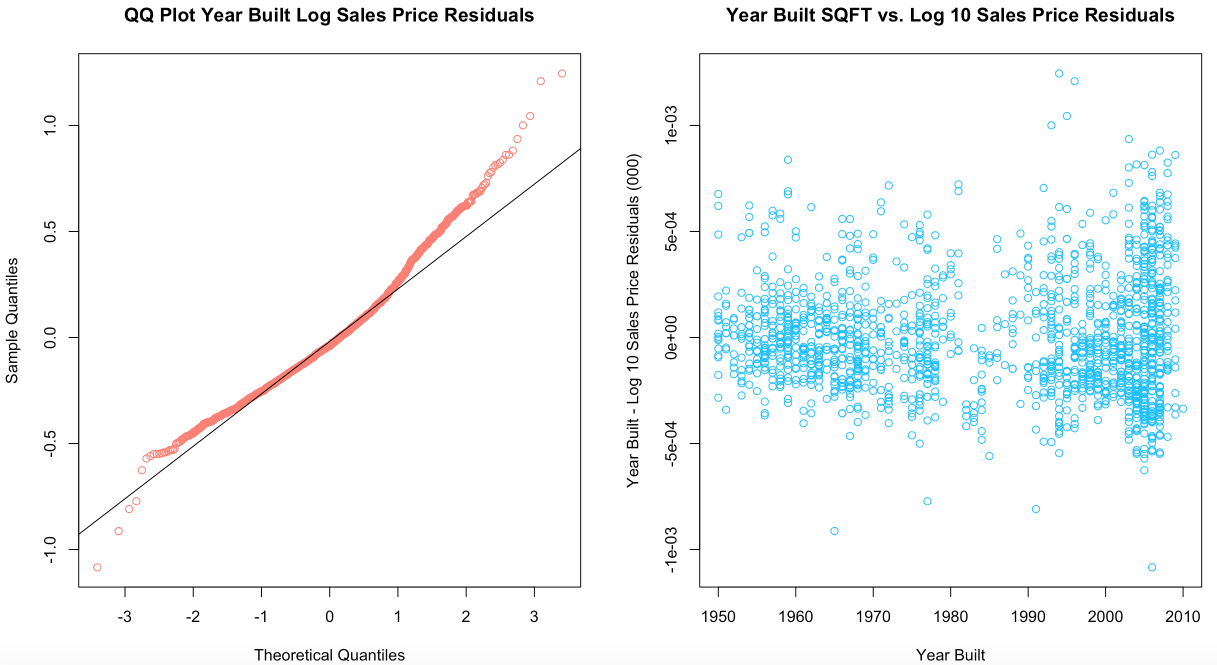 QQ Plot Year Built Log Sales Price Residuals
Sample Quantiles
1.0
0.5
0.0
-0.5
-1.0
-3 -2 -1 0 1 2 3
Theoretical Quantiles
Year Built SQFT vs. Log 10 Sales Price Residuals
Year Built - Log 10 Sales Price Residuals (000)
1e-03
5e-04
0e+00
-5e-04
-1e-03
1950 1960 1970 1980 1990 2000 2010
Year Built